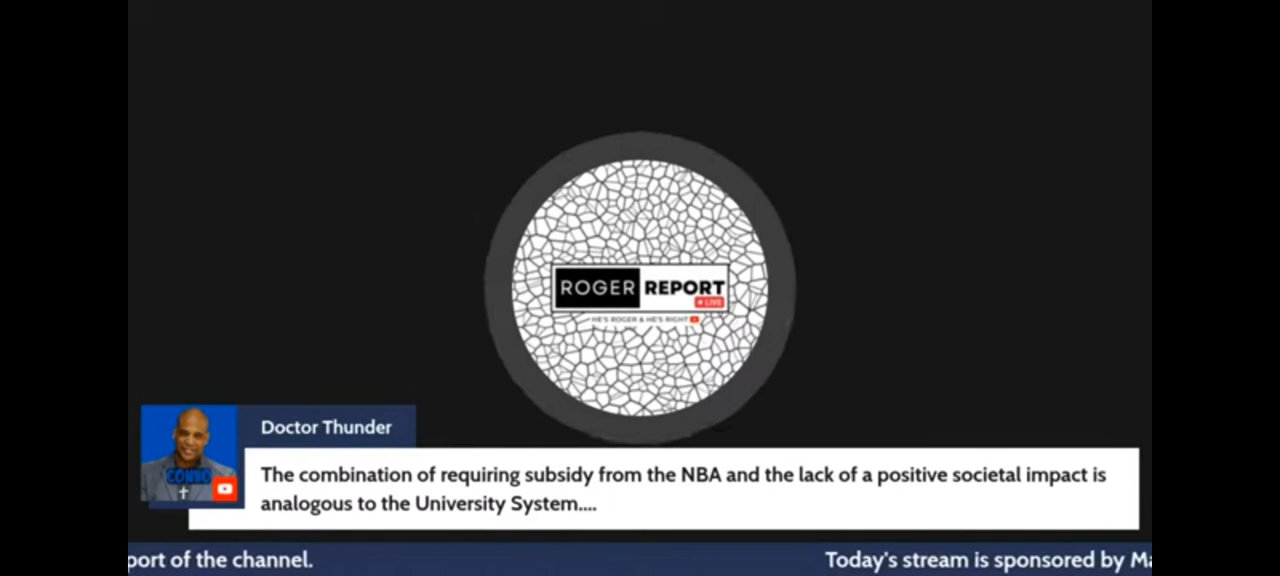 ROGER REPORT
LIVE
HE'S ROGER & HE'S RIGHT
Doctor Thunder
CONVO
The combination of requiring subsidy from the NBA and the lack of a positive societal impact is
analogous to the University System....
port of the channel. Today's stream is sponsored by Ma